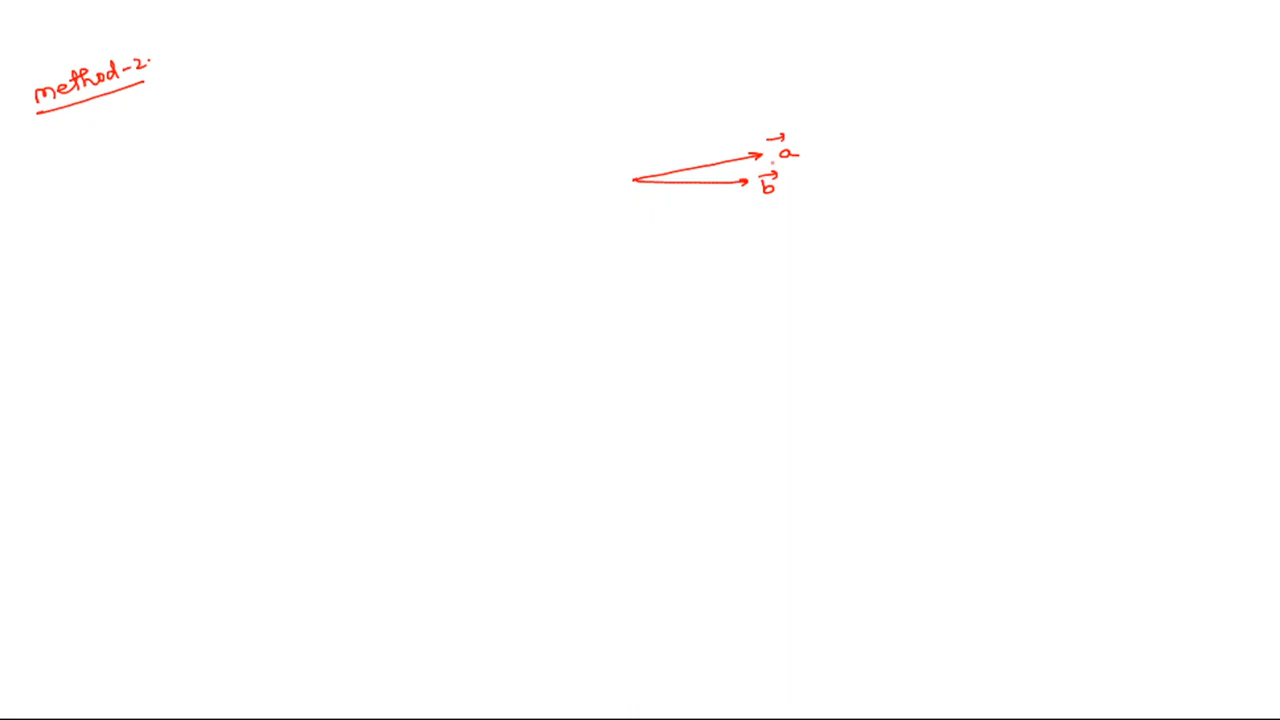 method-2.
→a
→b